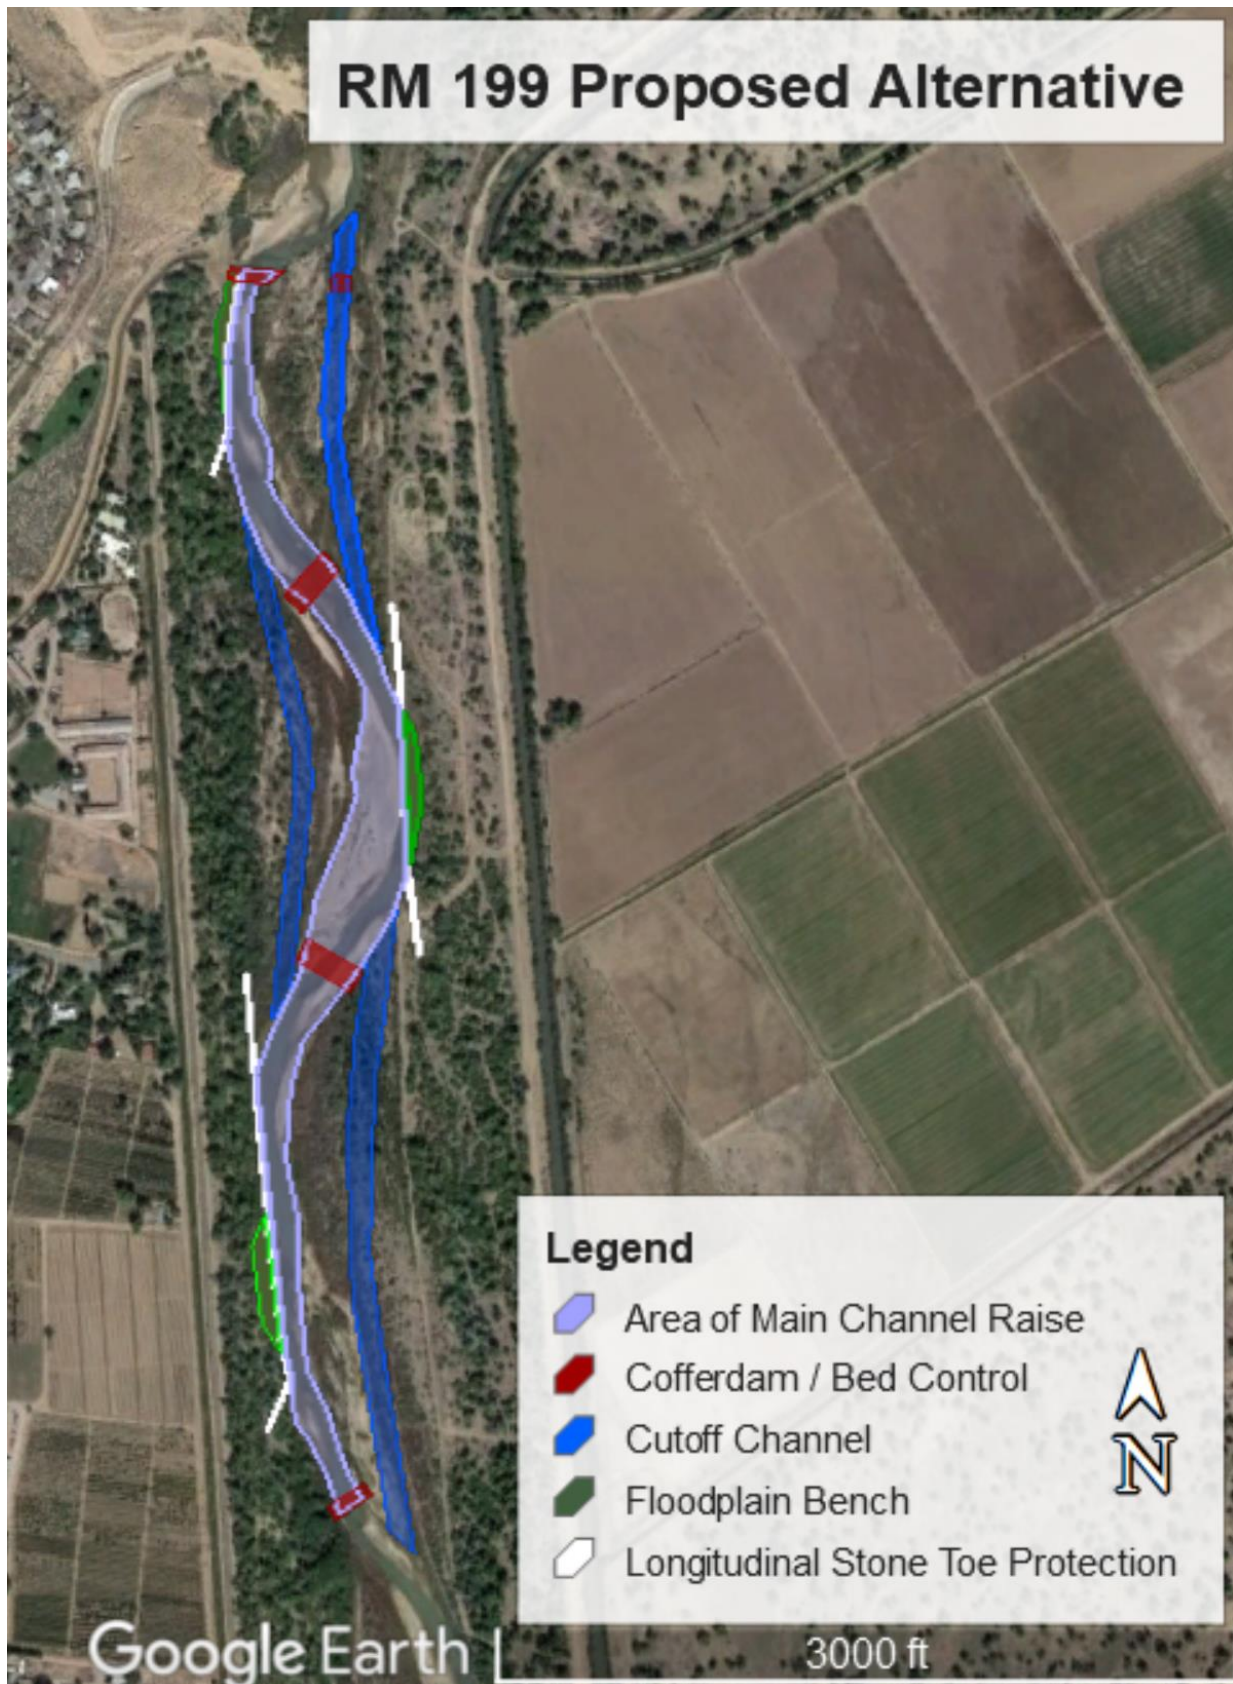 RM 199 Proposed Alternative
Legend
Area of Main Channel Raise
Cofferdam / Bed Control
Cutoff Channel
Floodplain Bench
Longitudinal Stone Toe Protection
N
Google Earth
3000 ft